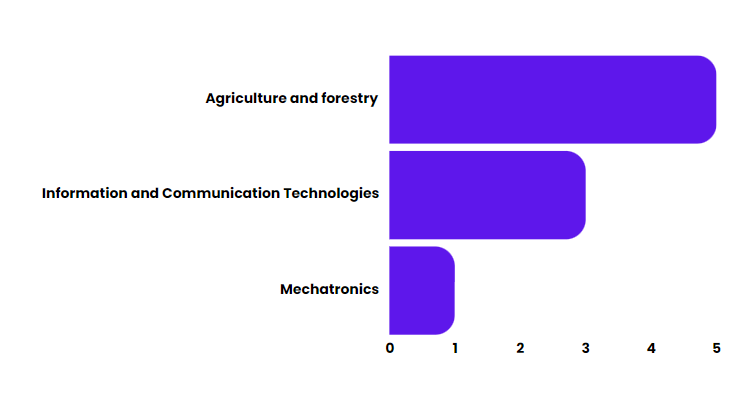 Agriculture and forestry
Information and Communication Technologies
Mechatronics
0 1 2 3 4 5